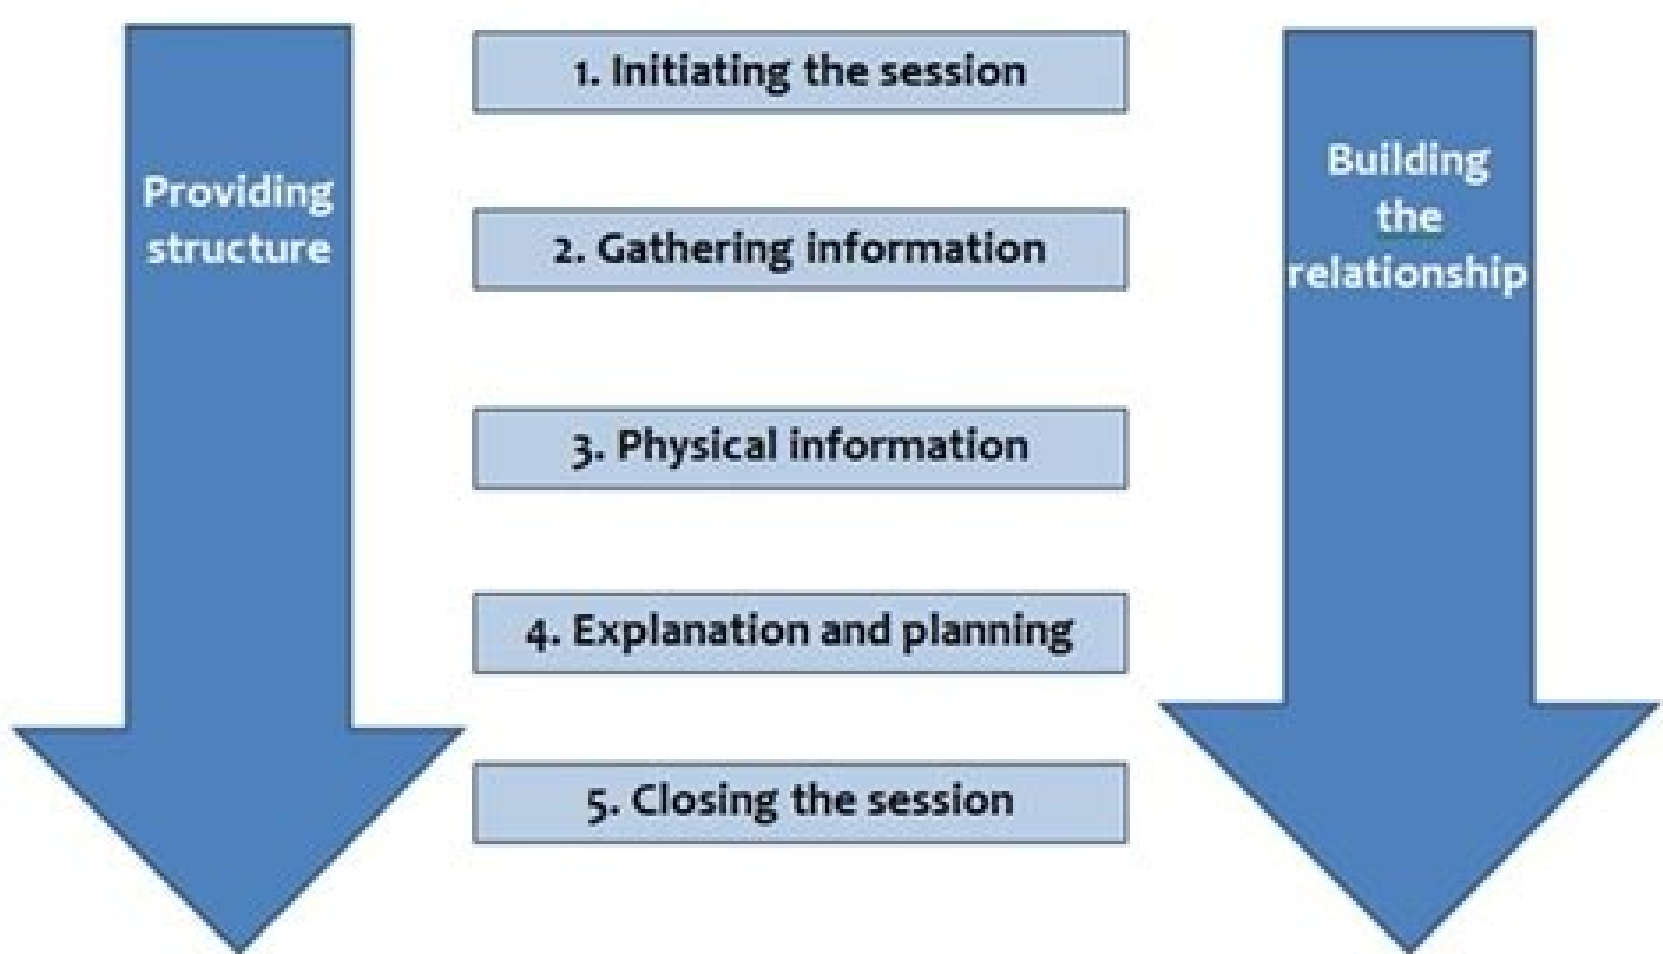 Providing
structure
1. Initiating the session
2. Gathering information
3. Physical information
4. Explanation and planning
5. Closing the session
Building
the
relationship